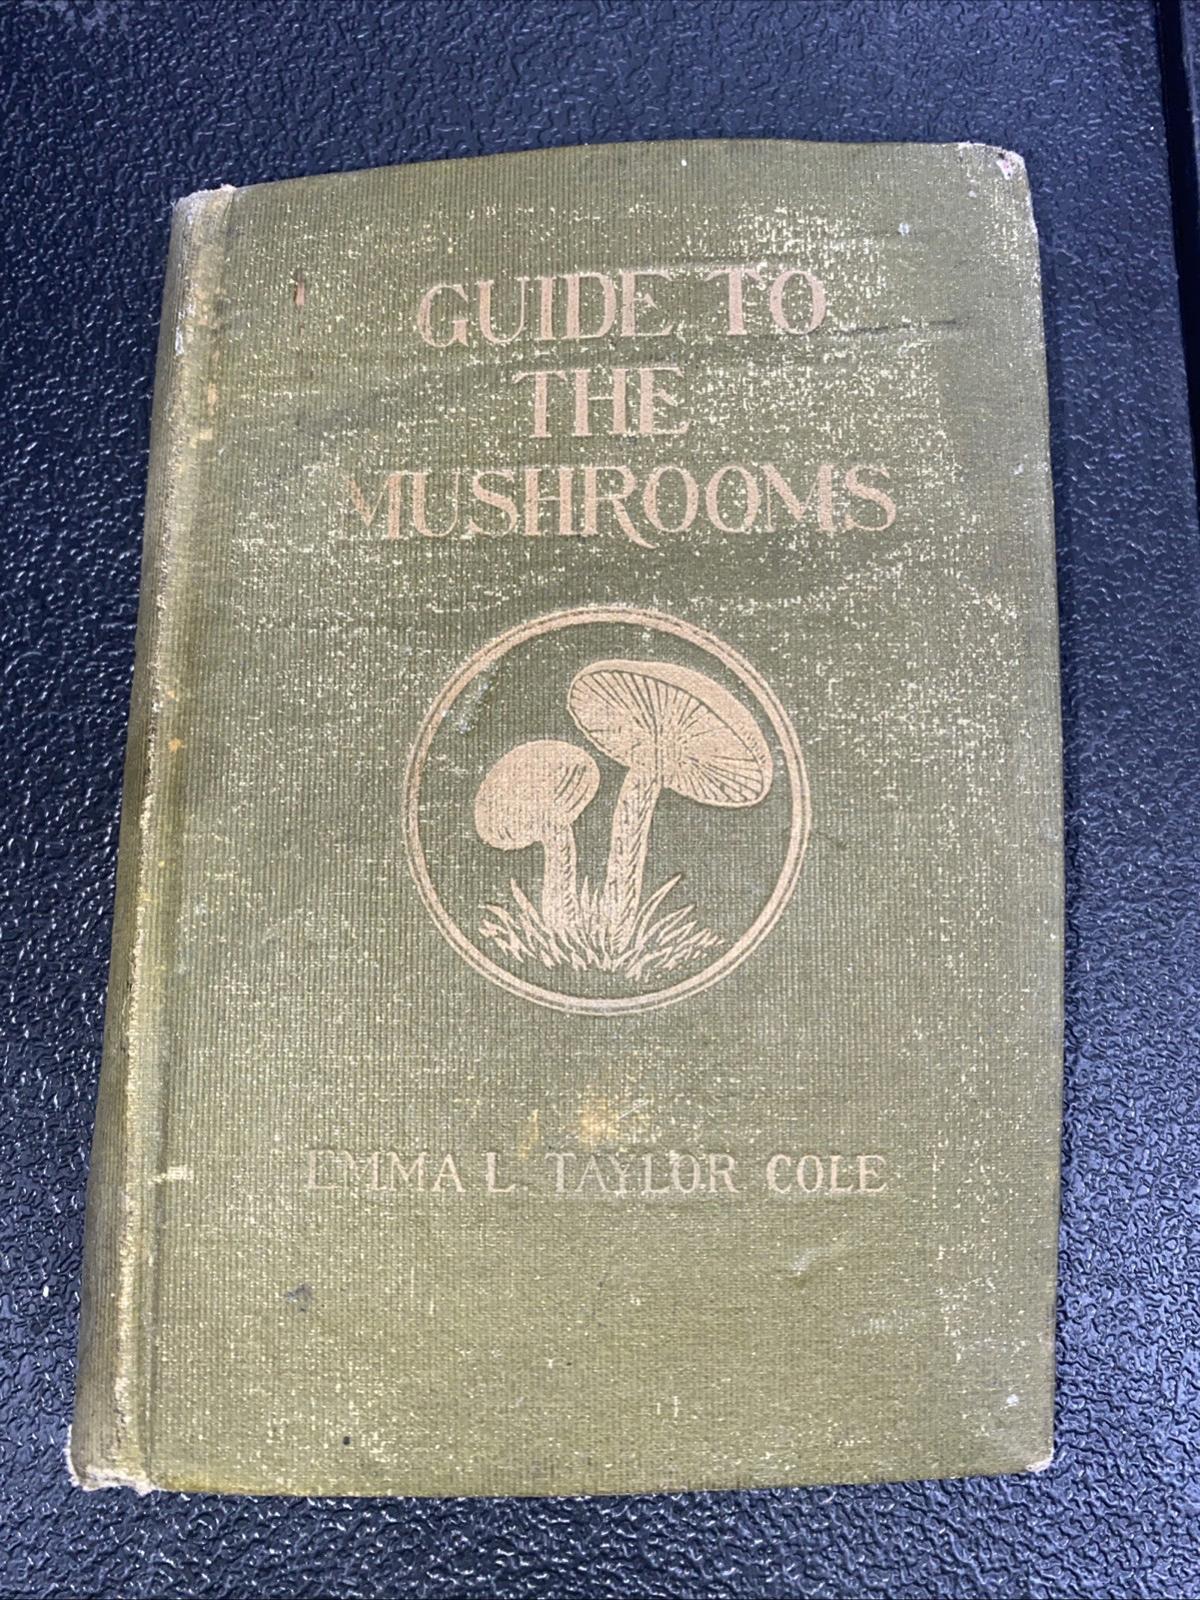 GUIDE TO
THE
MUSHROOMS
EMMA L. TAYLOR COLE